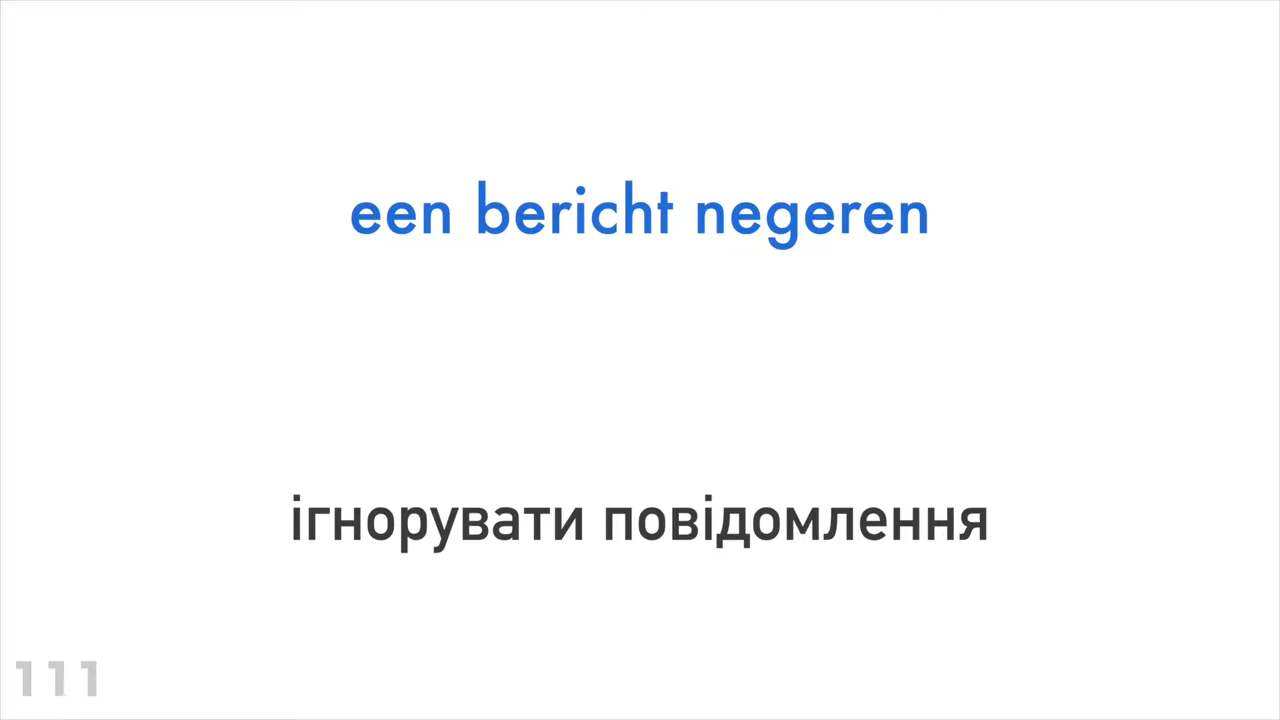 een bericht negeren
ігнорувати повідомлення
111